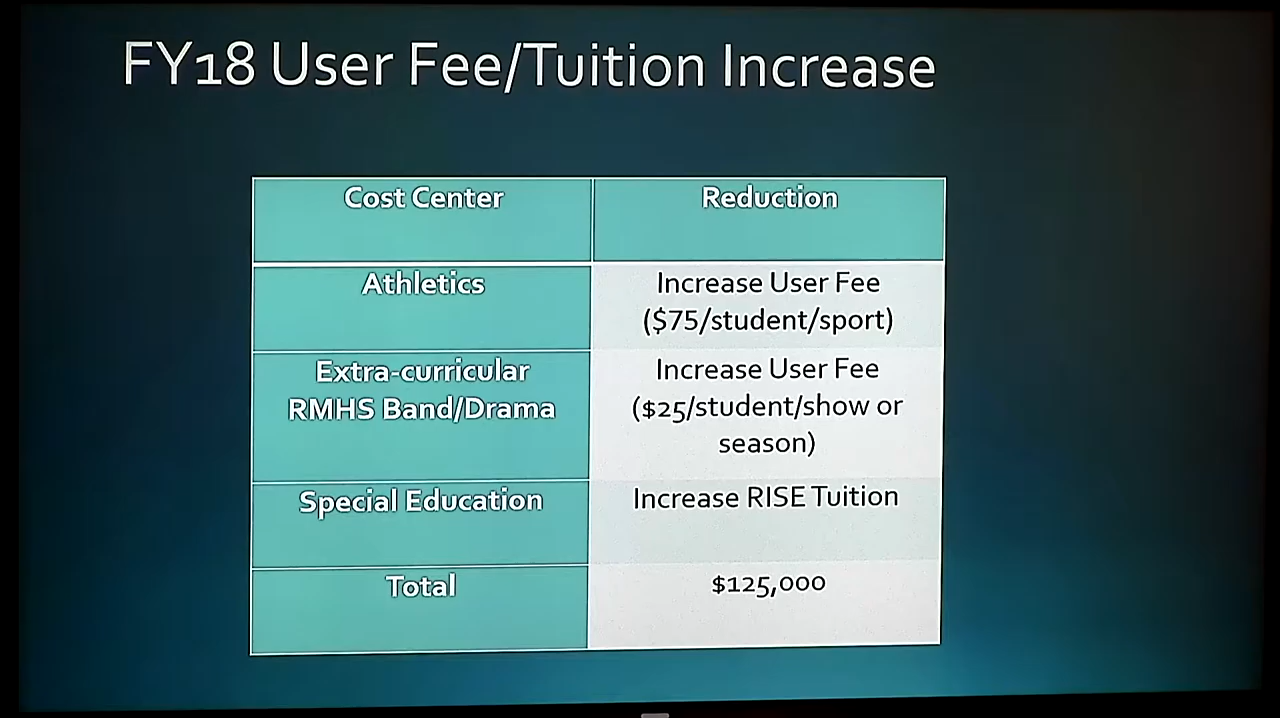 FY18 User Fee/Tuition Increase
Cost Center
Reduction
Athletics
Increase User Fee
($75/student/sport)
Extra-curricular
RMHS Band/Drama
Increase User Fee
($25/student/show or
season)
Special Education
Increase RISE Tuition
Total
$125,000